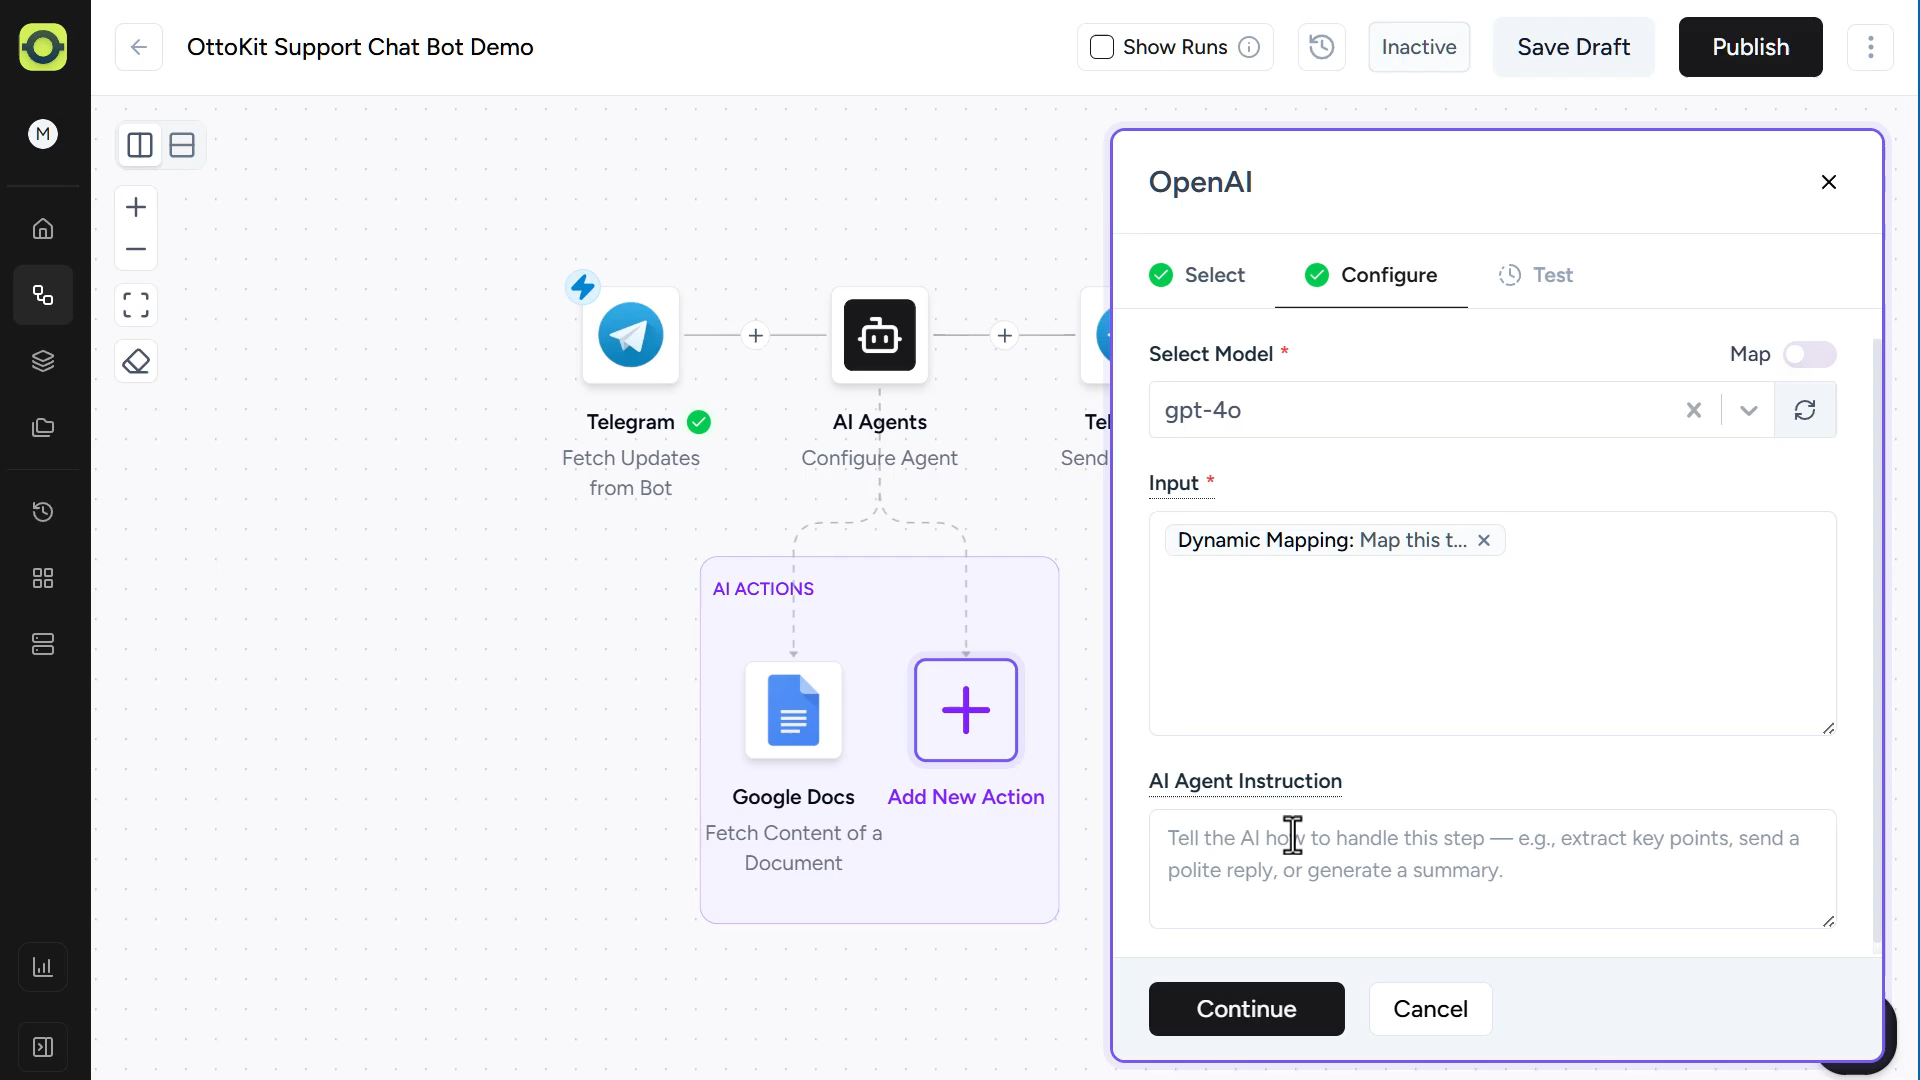 OttoKit Support Chat Bot Demo
Show Runs
Inactive
Save Draft
Publish
M
OpenAI
Select
Configure
Test
Select Model *
Map
gpt-4o
Input *
Dynamic Mapping: Map this t...
AI Agent Instruction
Tell the AI how to handle this step — e.g., extract key points, send a
polite reply, or generate a summary.
Continue
Cancel
Telegram
Fetch Updates
from Bot
AI Agents
Configure Agent
Tel
Send
AI ACTIONS
Google Docs
Fetch Content of a
Document
Add New Action